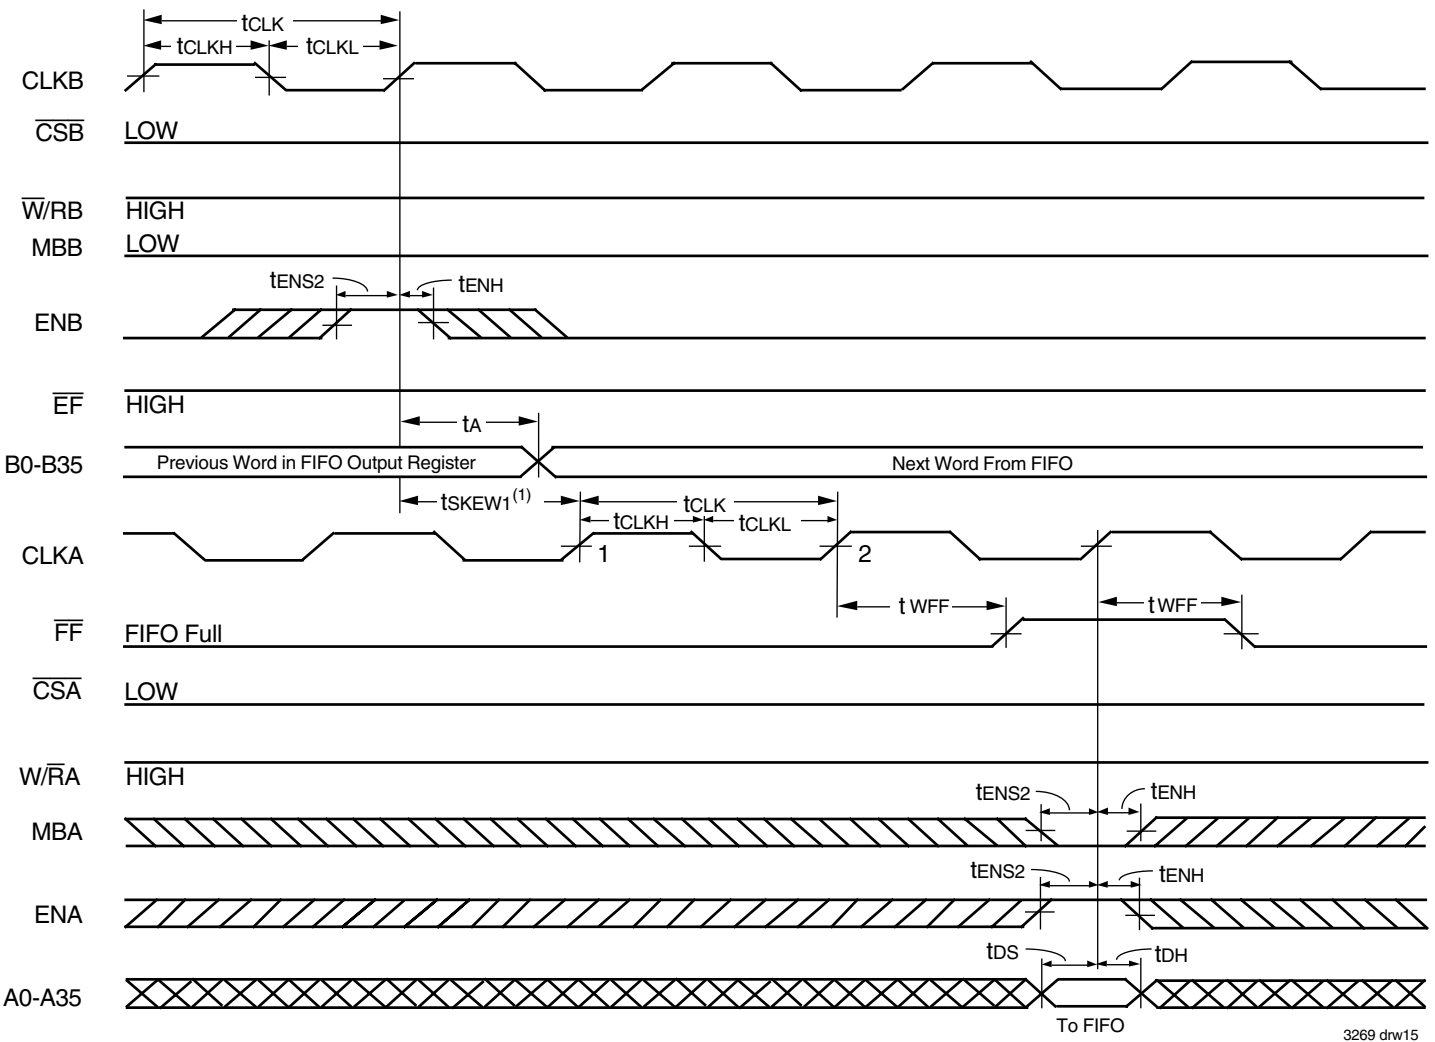 tCLK
tCLKH tCLKL
CLKB
CSB LOW
W/RB HIGH
MBB LOW
tENS2 tENH
ENB
EF HIGH
tA
B0-B35 Previous Word in FIFO Output Register Next Word From FIFO
tSKEW1(1) tCLK
tCLKH tCLKL
CLKA 1 2
tWFF tWFF
FF FIFO Full
CSA LOW
W/RA HIGH
tENS2 tENH
MBA
tENS2 tENH
ENA
tDS tDH
A0-A35
To FIFO
3269 drw15